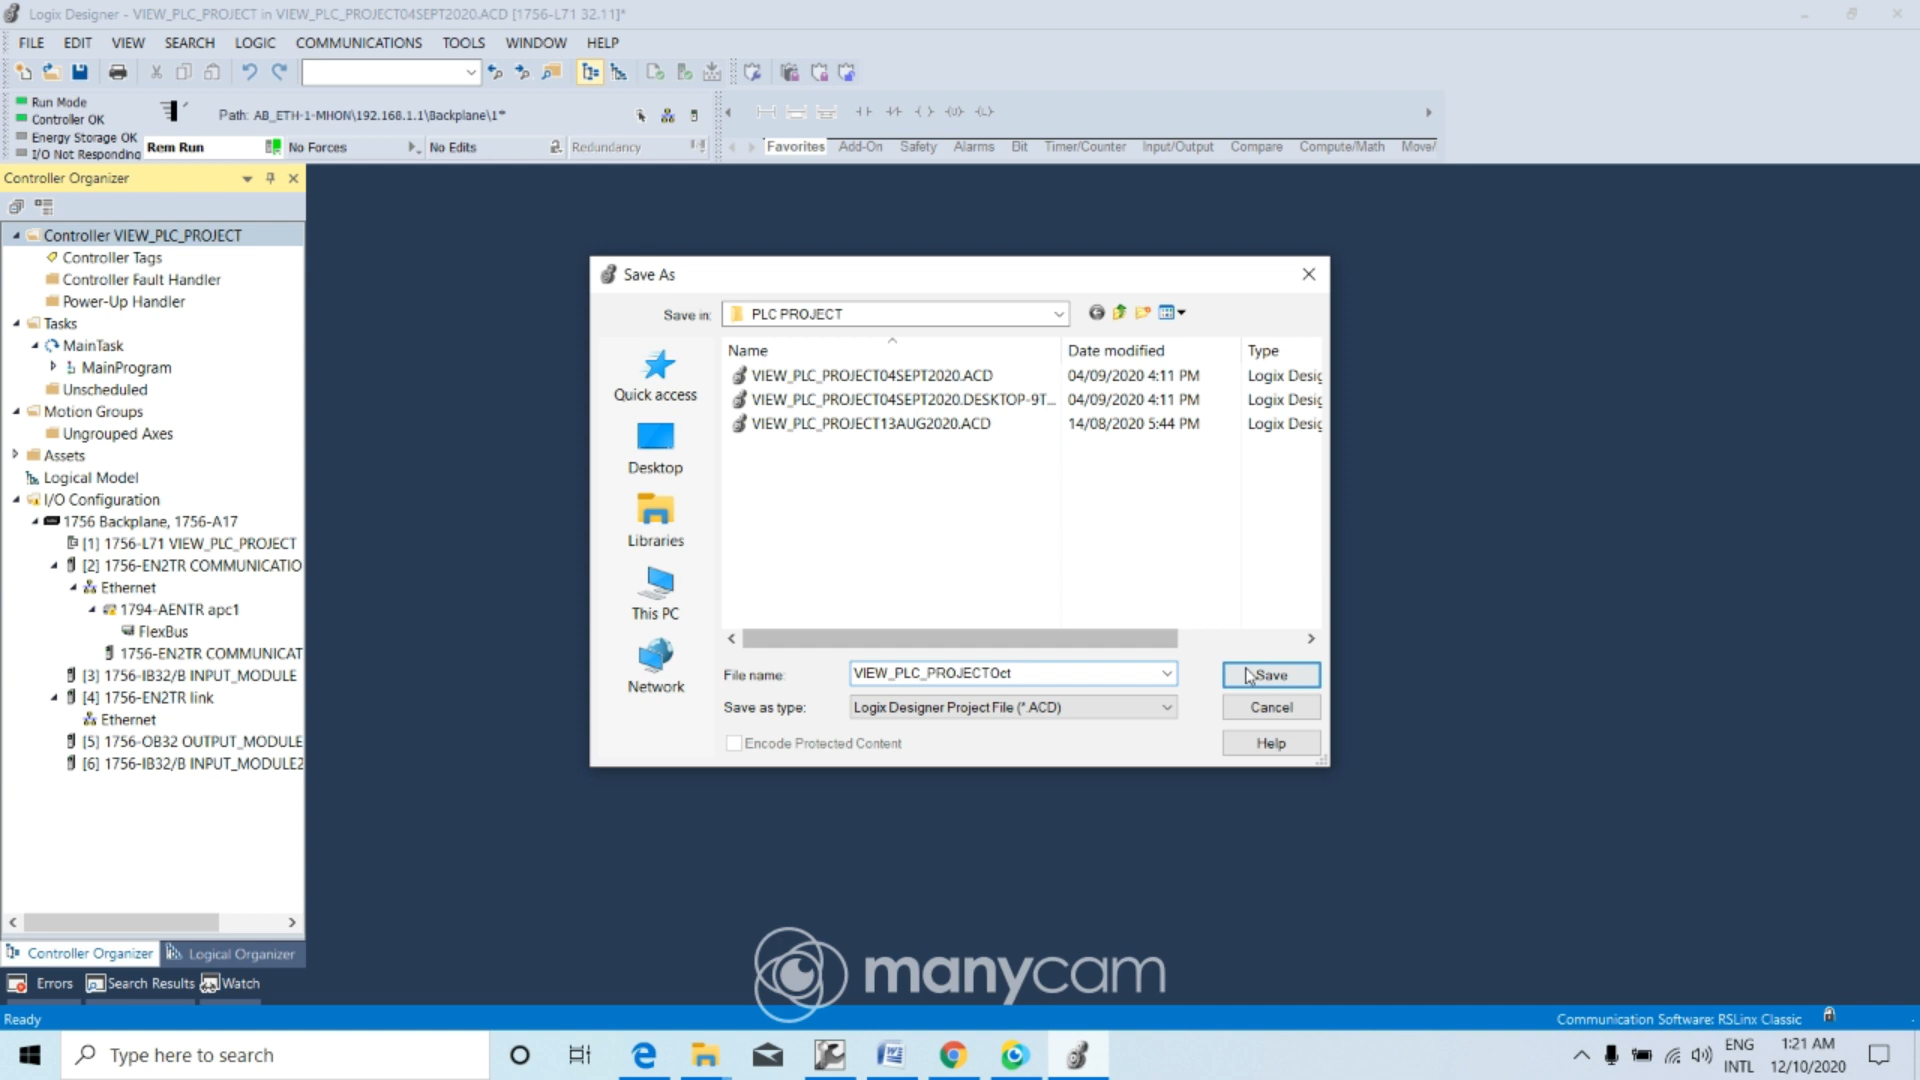 Logix Designer - VIEW_PLC_PROJECT in VIEW_PLC_PROJECT04SEPT2020.ACD [1756-L71 32.11]*
FILE EDIT VIEW SEARCH LOGIC COMMUNICATIONS TOOLS WINDOW HELP
Run Mode
Controller OK
Energy Storage OK
I/O Not Responding
Path: AB_ETH-1-MHON\192.168.1.1\Backplane\1*
Rem Run No Forces No Edits Redundancy
Favorites Add-On Safety Alarms Bit Timer/Counter Input/Output Compare Compute/Math Move/
Controller Organizer
Controller VIEW_PLC_PROJECT
Controller Tags
Controller Fault Handler
Power-Up Handler
Tasks
MainTask
MainProgram
Unscheduled
Motion Groups
Ungrouped Axes
Assets
Logical Model
I/O Configuration
1756 Backplane, 1756-A17
[1] 1756-L71 VIEW_PLC_PROJECT
[2] 1756-EN2TR COMMUNICATIO
Ethernet
1794-AENTR apc1
FlexBus
1756-EN2TR COMMUNICAT
[3] 1756-IB32/B INPUT_MODULE
[4] 1756-EN2TR link
Ethernet
[5] 1756-OB32 OUTPUT_MODULE
[6] 1756-IB32/B INPUT_MODULE2
Controller Organizer Logical Organizer
Errors Search Results Watch
Save As
Save in: PLC PROJECT
Quick access
Desktop
Libraries
This PC
Network
Name Date modified Type
VIEW_PLC_PROJECT04SEPT2020.ACD 04/09/2020 4:11 PM Logix Desig
VIEW_PLC_PROJECT04SEPT2020.DESKTOP-9T... 04/09/2020 4:11 PM Logix Desig
VIEW_PLC_PROJECT13AUG2020.ACD 14/08/2020 5:44 PM Logix Desig
File name: VIEW_PLC_PROJECTOct Save
Save as type: Logix Designer Project File (*.ACD) Cancel
Encode Protected Content Help
manycam
Ready Communication Software: RSLinx Classic
Type here to search
ENG
INTL
1:21 AM
12/10/2020